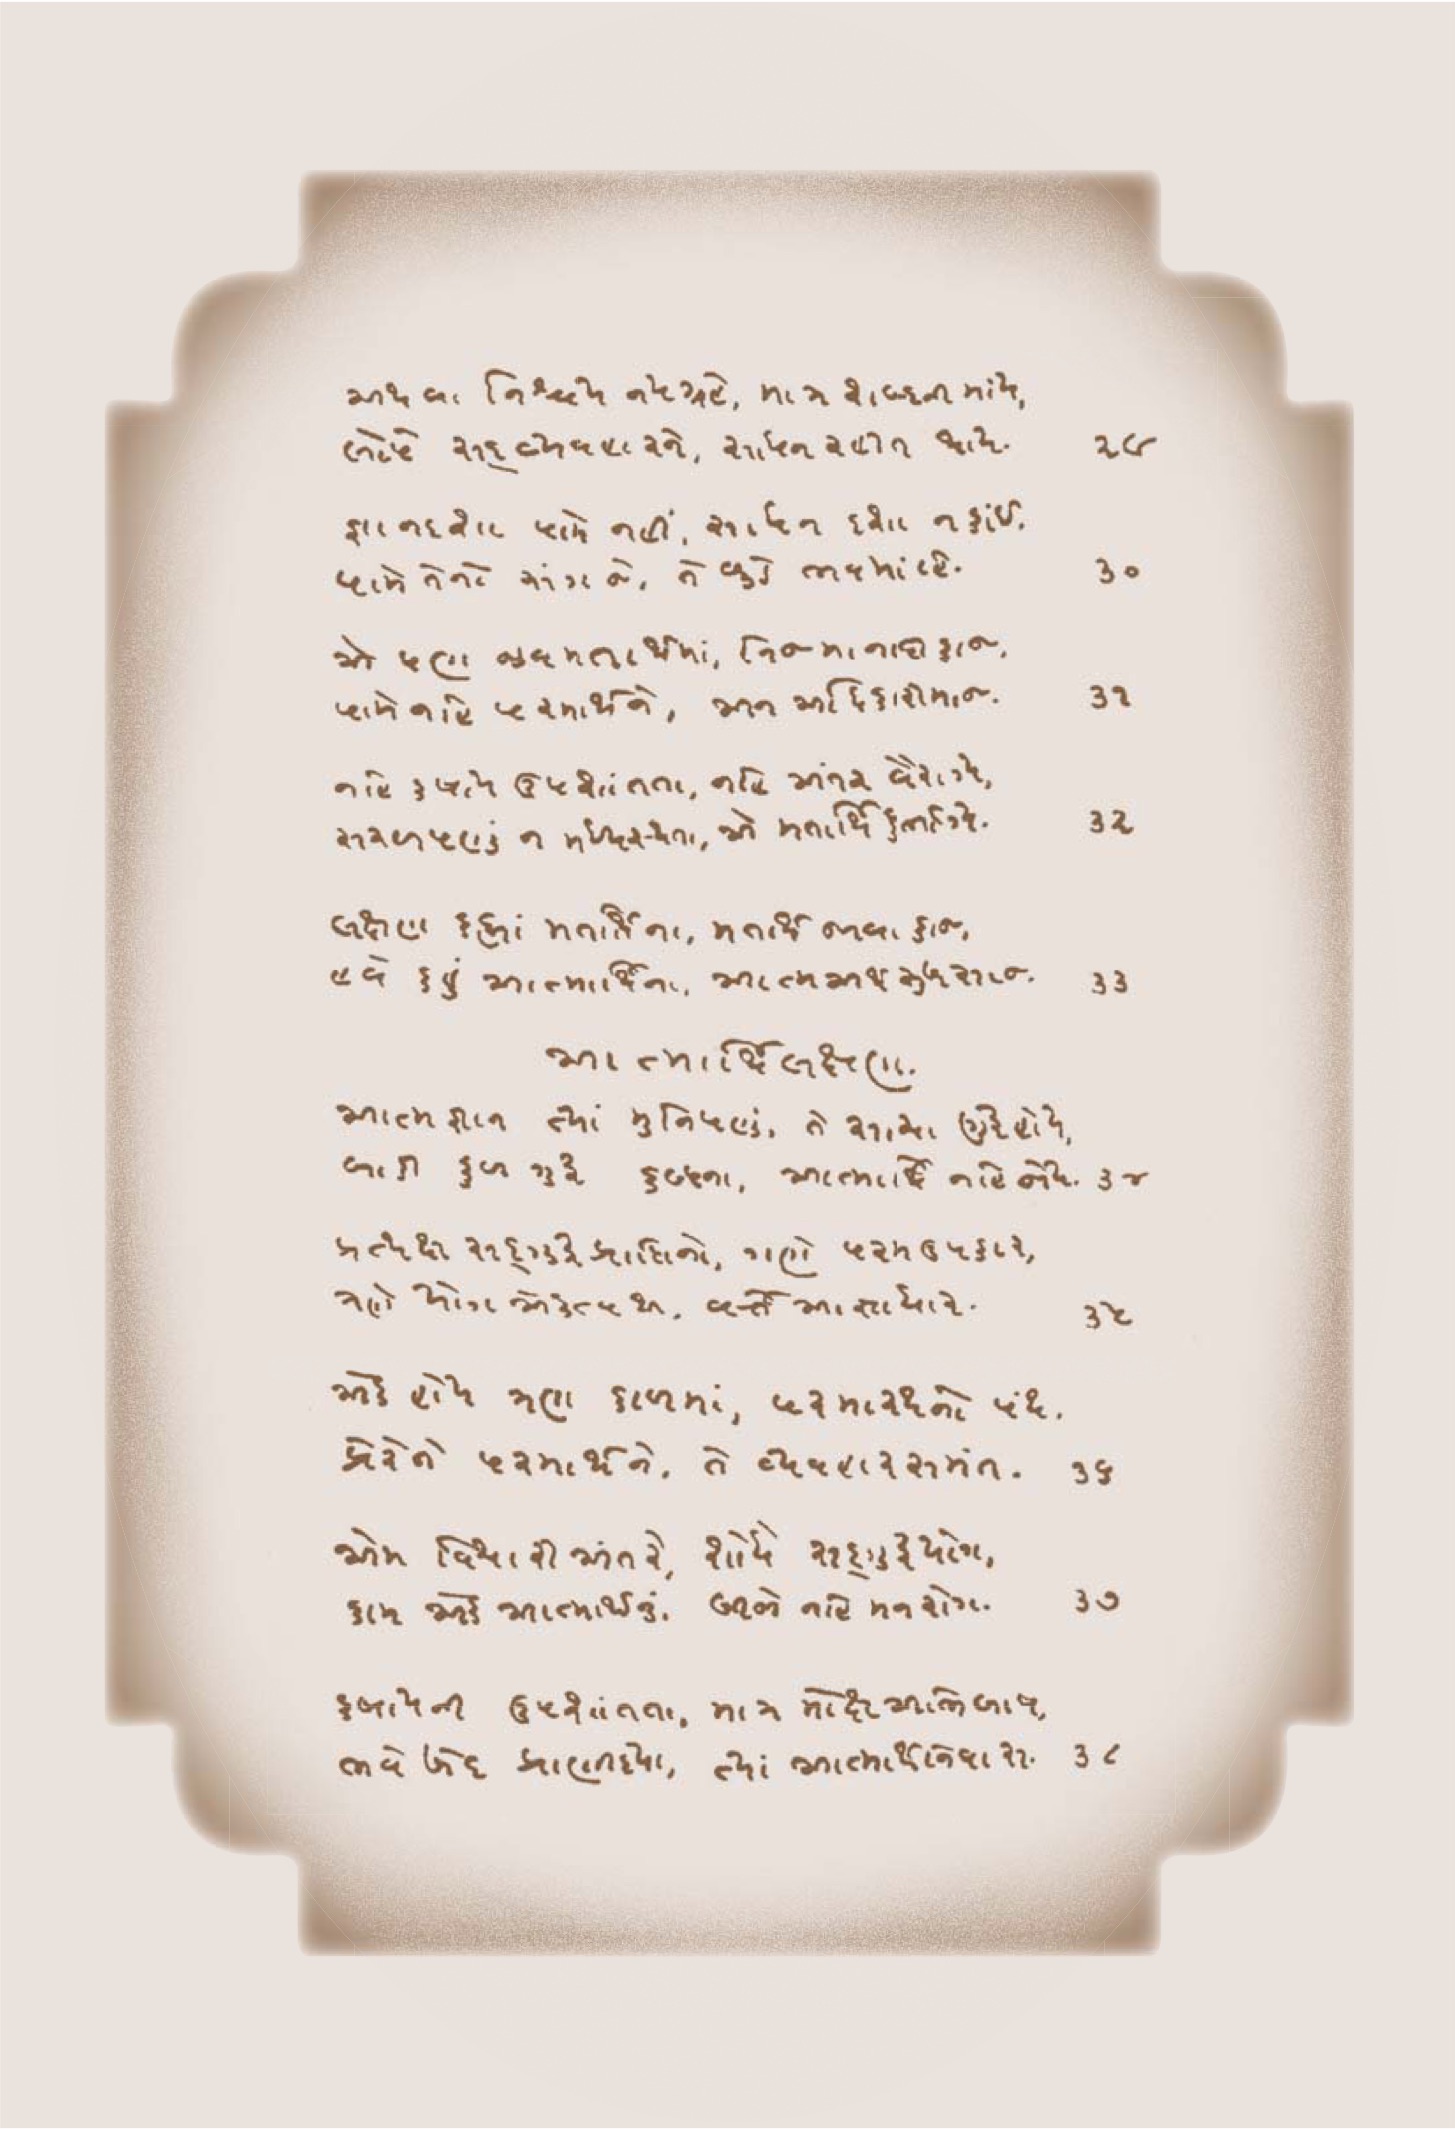 અથવા નિશ્ચય નય ગ્રહે, માત્ર શબ્દની માંય,
લોપે સદ્વ્યવહારને, સાધન રહીત થાય. ૨૯
જ્ઞાનદશા પામે નહીં, સાધન દશા ન કાંઈ.
પામે તેનો સંગ જે, તે બુડે ભવમાંહિ. ૩૦
એ પણ જીવ મતાર્થમાં, નિજ માનાદી કાજ,
પામે નહિ પરમાર્થને, અન અધિકારીમાજ. ૩૧
નહિ કષાય ઉપશાંતતા, નહિ અંતર વૈરાગ્ય,
સરળપણું ન મધ્યસ્થતા, એ મતાર્થિ દુર્ભાગ્ય. ૩૨
લક્ષણ કહ્યાં મતાર્થિના, મતાર્થ જાવા કાજ,
હવે કહું આત્માર્થિના, આત્મ અર્થ સુખસાજ. ૩૩
આત્માર્થિ લક્ષણ.
આત્મજ્ઞાન ત્યાં મુનિપણું, તે સાચા ગુરૂ હોય,
બાકી કુળ ગુરૂ કલ્પના, આત્માર્થિ નહિ જોય. ૩૪
પ્રત્યક્ષ સદ્ગુરૂ પ્રાપ્તિનો, ગણે પરમ ઉપકાર,
ત્રણે યોગ એકત્વથી, વર્તે આજ્ઞાધાર. ૩૫
એક હોય ત્રણ કાળમાં, પરમારથનો પંથ.
પ્રેરે તે પરમાર્થને, તે વ્યવહાર સમંત. ૩૬
એમ વિચારી અંતરે, શોધે સદ્ગુરૂ યોગ,
કામ એક આત્માર્થનું, બીજો નહિ મનરોગ. ૩૭
કષાયની ઉપશાંતતા, માત્ર મોક્ષ અભિલાષ,
ભવે ખેદ પ્રાણીદયા, ત્યાં આત્માર્થ નિવાસ. ૩૮